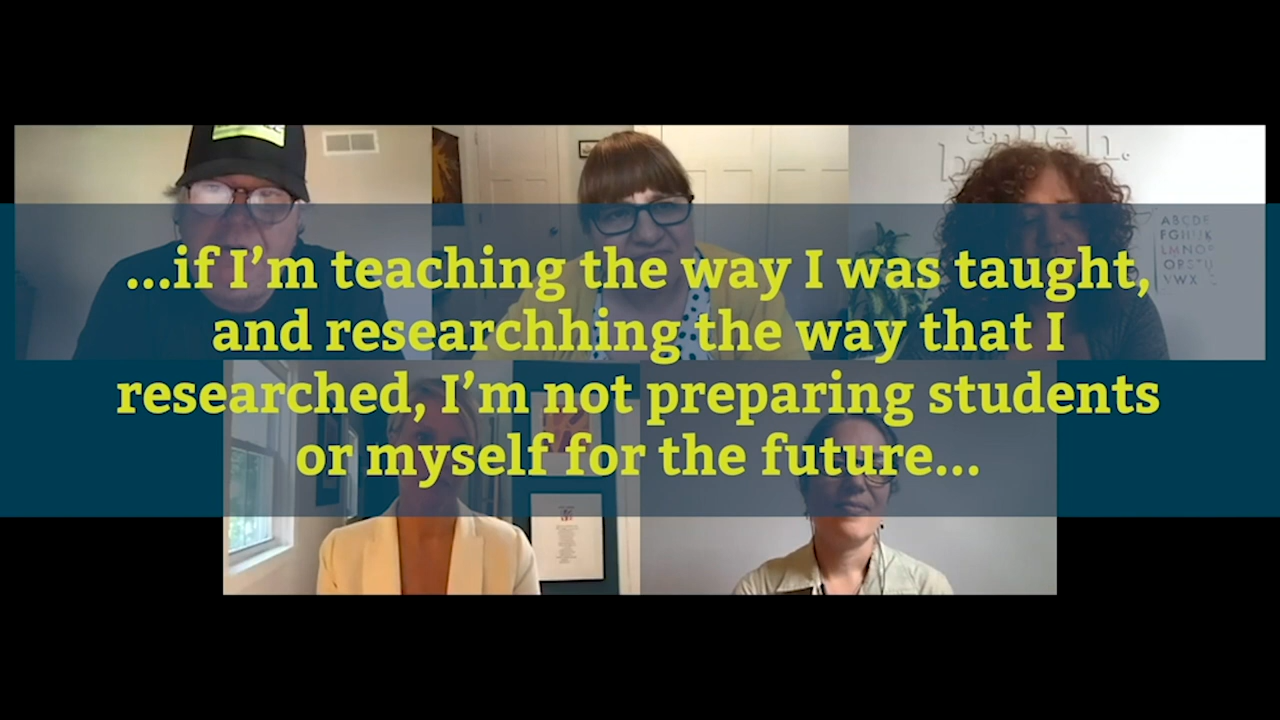 ...if I’m teaching the way I was taught,
and researchhing the way that I
researched, I’m not preparing students
or myself for the future...
ABCDE